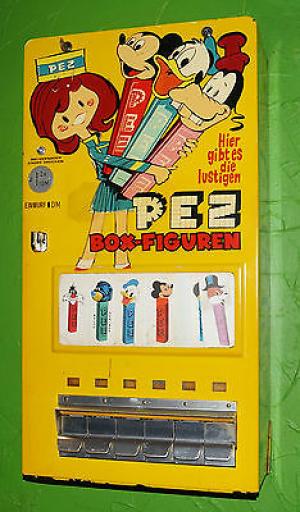 PEZ
Hier
gibt es
die
lustigen
EINWURF 1 DM
PEZ
BOX-FIGUREN